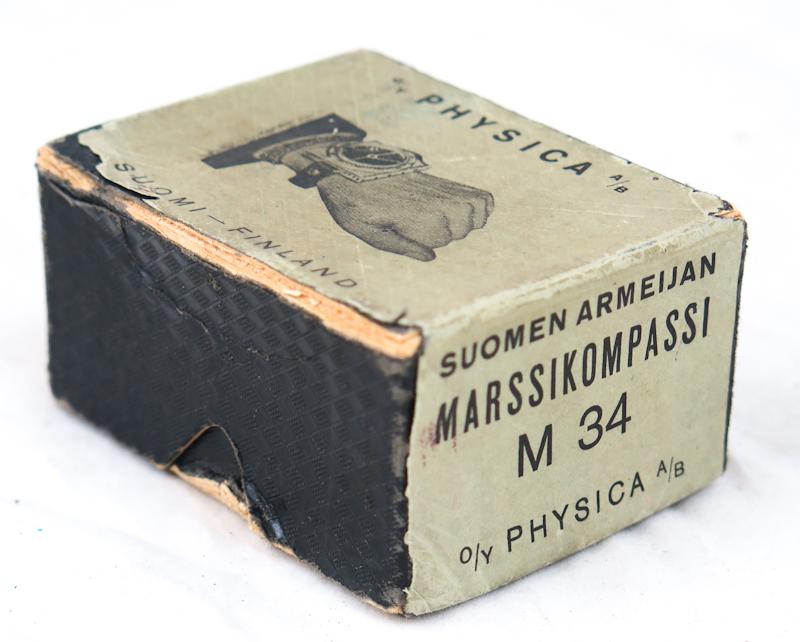 O/Y PHYSICA A/B
SUOMI — FINLAND
SUOMEN ARMEIJAN
MARSSIKOMPASSI
M 34
O/Y PHYSICA A/B